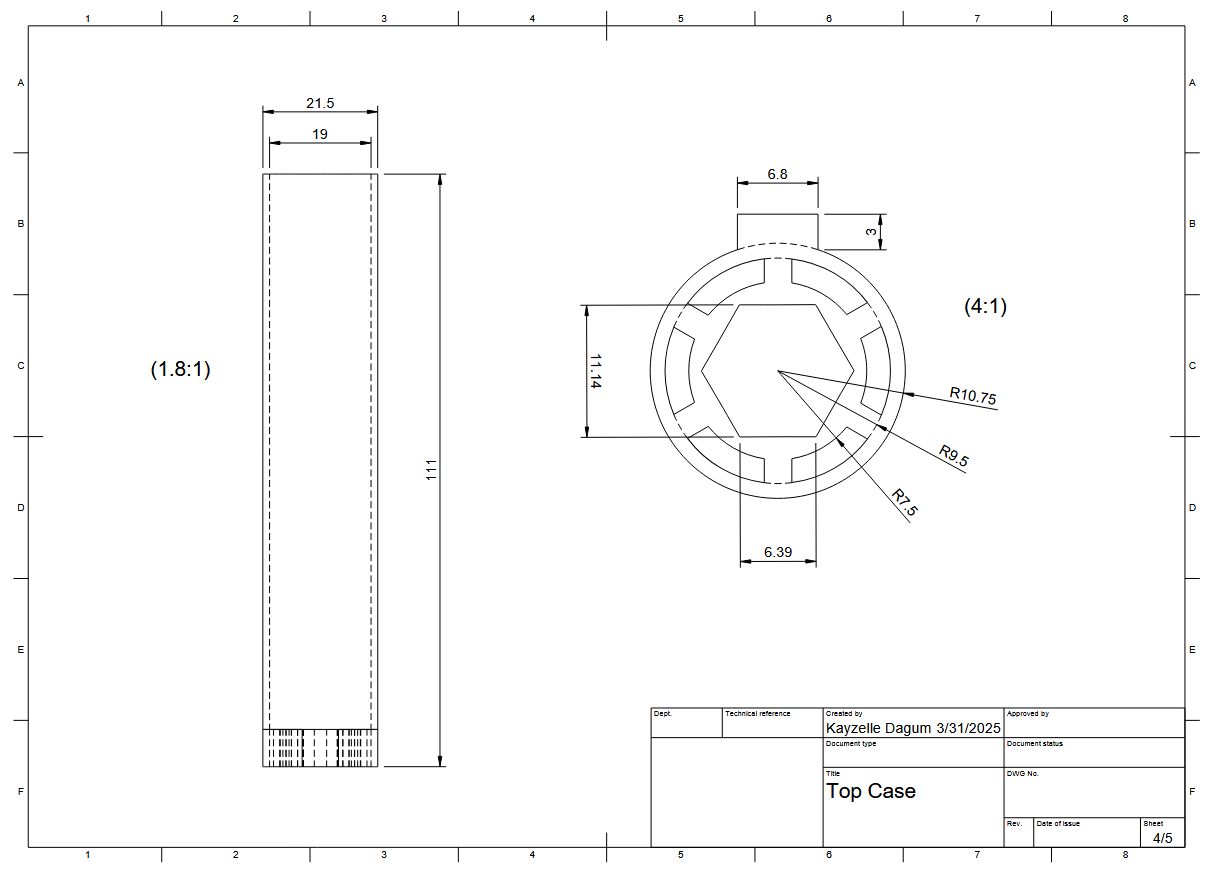 1 2 3 4 5 6 7 8
A A
21.5
19
6.8
B B
3
(4:1)
11.14
(1.8:1)
C C
R10.75
R9.5
111
R7.5
D D
6.39
E E
Dept. Technical reference Created by Approved by
Kayzelle Dagum 3/31/2025
Document type Document status
Title DWG No.
Top Case
F F
Rev. Date of issue Sheet
4/5
1 2 3 4 5 6 7 8